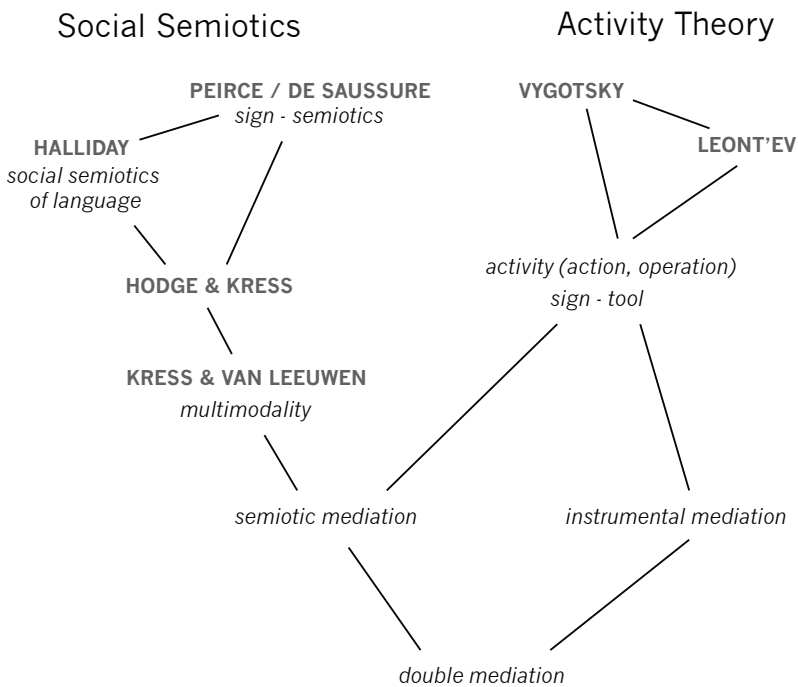 Social Semiotics
Activity Theory
PEIRCE / DE SAUSSURE
sign - semiotics
VYGOTSKY
HALLIDAY
social semiotics
of language
LEONT’EV
activity (action, operation)
sign - tool
HODGE & KRESS
KRESS & VAN LEEUWEN
multimodality
semiotic mediation
instrumental mediation
double mediation